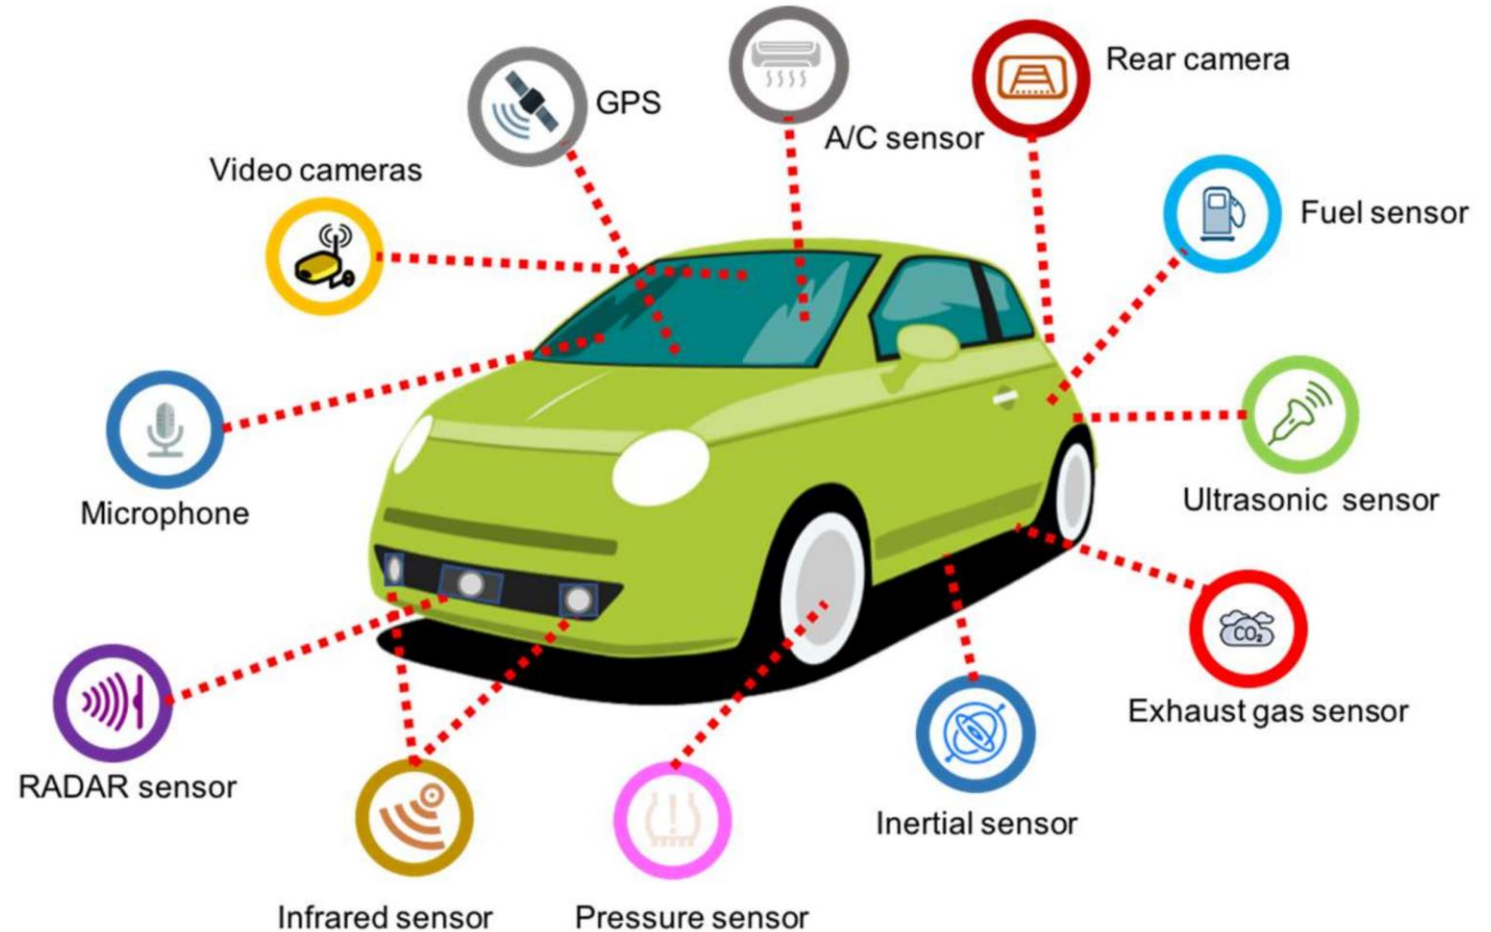 GPS
A/C sensor
Rear camera
Video cameras
Fuel sensor
Microphone
Ultrasonic sensor
CO₂
Exhaust gas sensor
RADAR sensor
Inertial sensor
Infrared sensor
Pressure sensor